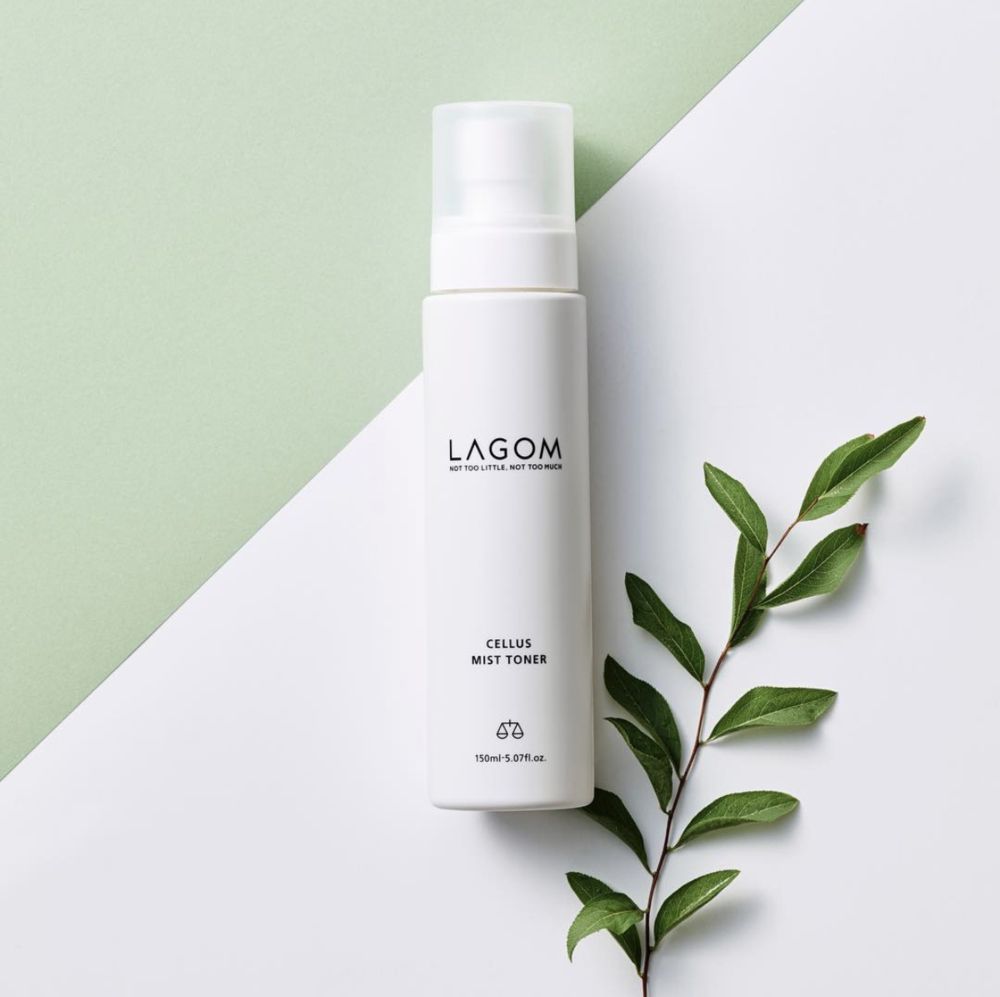 LAGOM
NOT TOO LITTLE, NOT TOO MUCH
CELLUS
MIST TONER
150ml-5.07fl.oz.